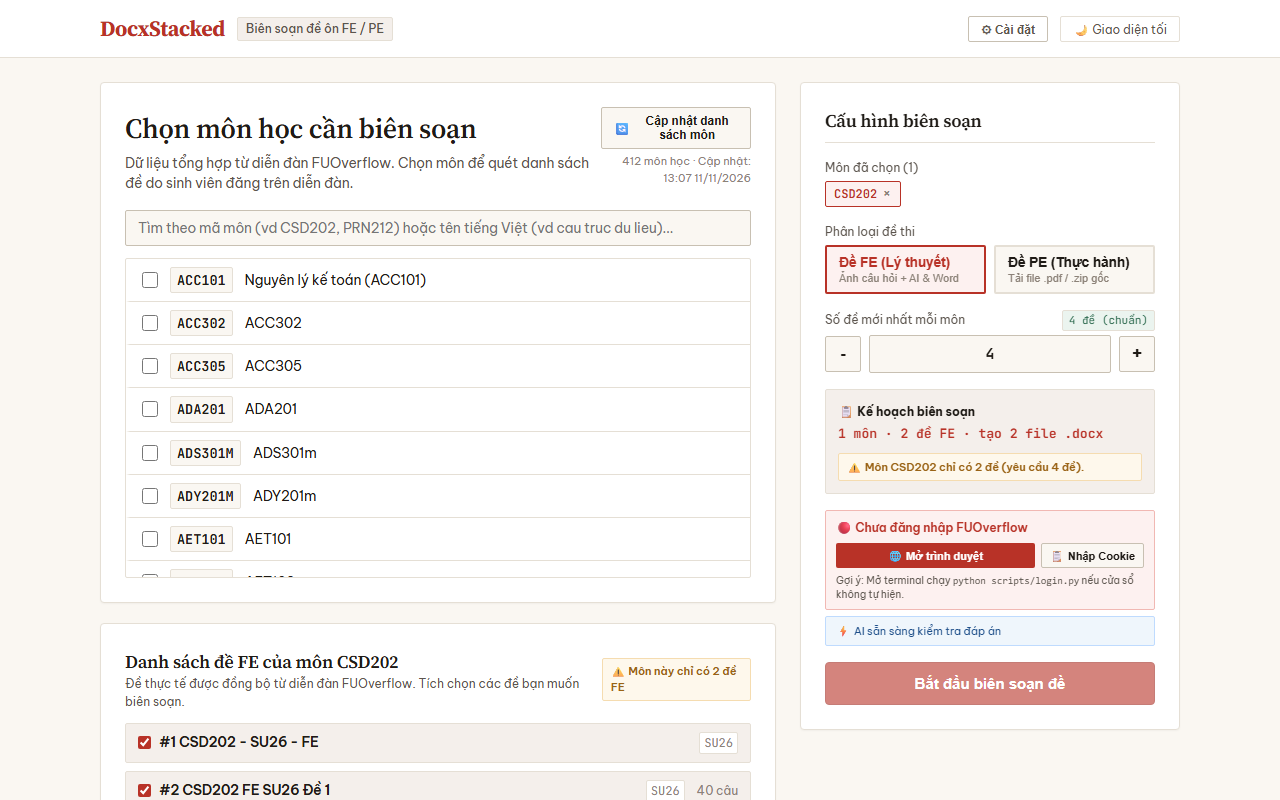 DocxStacked
Biên soạn đề ôn FE / PE
⚙ Cài đặt
🌙 Giao diện tối
Chọn môn học cần biên soạn
🔄 Cập nhật danh
sách môn
Dữ liệu tổng hợp từ diễn đàn FUOverflow. Chọn môn để quét danh sách
đề do sinh viên đăng trên diễn đàn.
412 môn học · Cập nhật:
13:07 11/11/2026
Tìm theo mã môn (vd CSD202, PRN212) hoặc tên tiếng Việt (vd cau truc du lieu)...
ACC101 Nguyên lý kế toán (ACC101)
ACC302 ACC302
ACC305 ACC305
ADA201 ADA201
ADS301M ADS301m
ADY201M ADY201m
AET101 AET101
Danh sách đề FE của môn CSD202
Đề thực tế được đồng bộ từ diễn đàn FUOverflow. Tích chọn các đề bạn muốn
biên soạn.
⚠️ Môn này chỉ có 2 đề
FE
#1 CSD202 - SU26 - FE SU26
#2 CSD202 FE SU26 Đề 1 SU26 40 câu
Cấu hình biên soạn
Môn đã chọn (1)
CSD202 ×
Phân loại đề thi
Đề FE (Lý thuyết)
Ảnh câu hỏi + AI & Word
Đề PE (Thực hành)
Tải file .pdf / .zip gốc
Số đề mới nhất mỗi môn
4 đề (chuẩn)
- 4 +
📋 Kế hoạch biên soạn
1 môn · 2 đề FE · tạo 2 file .docx
⚠️ Môn CSD202 chỉ có 2 đề (yêu cầu 4 đề).
🔴 Chưa đăng nhập FUOverflow
🌐 Mở trình duyệt
📋 Nhập Cookie
Gợi ý: Mở terminal chạy python scripts/login.py nếu cửa sổ
không tự hiện.
⚡ AI sẵn sàng kiểm tra đáp án
Bắt đầu biên soạn đề